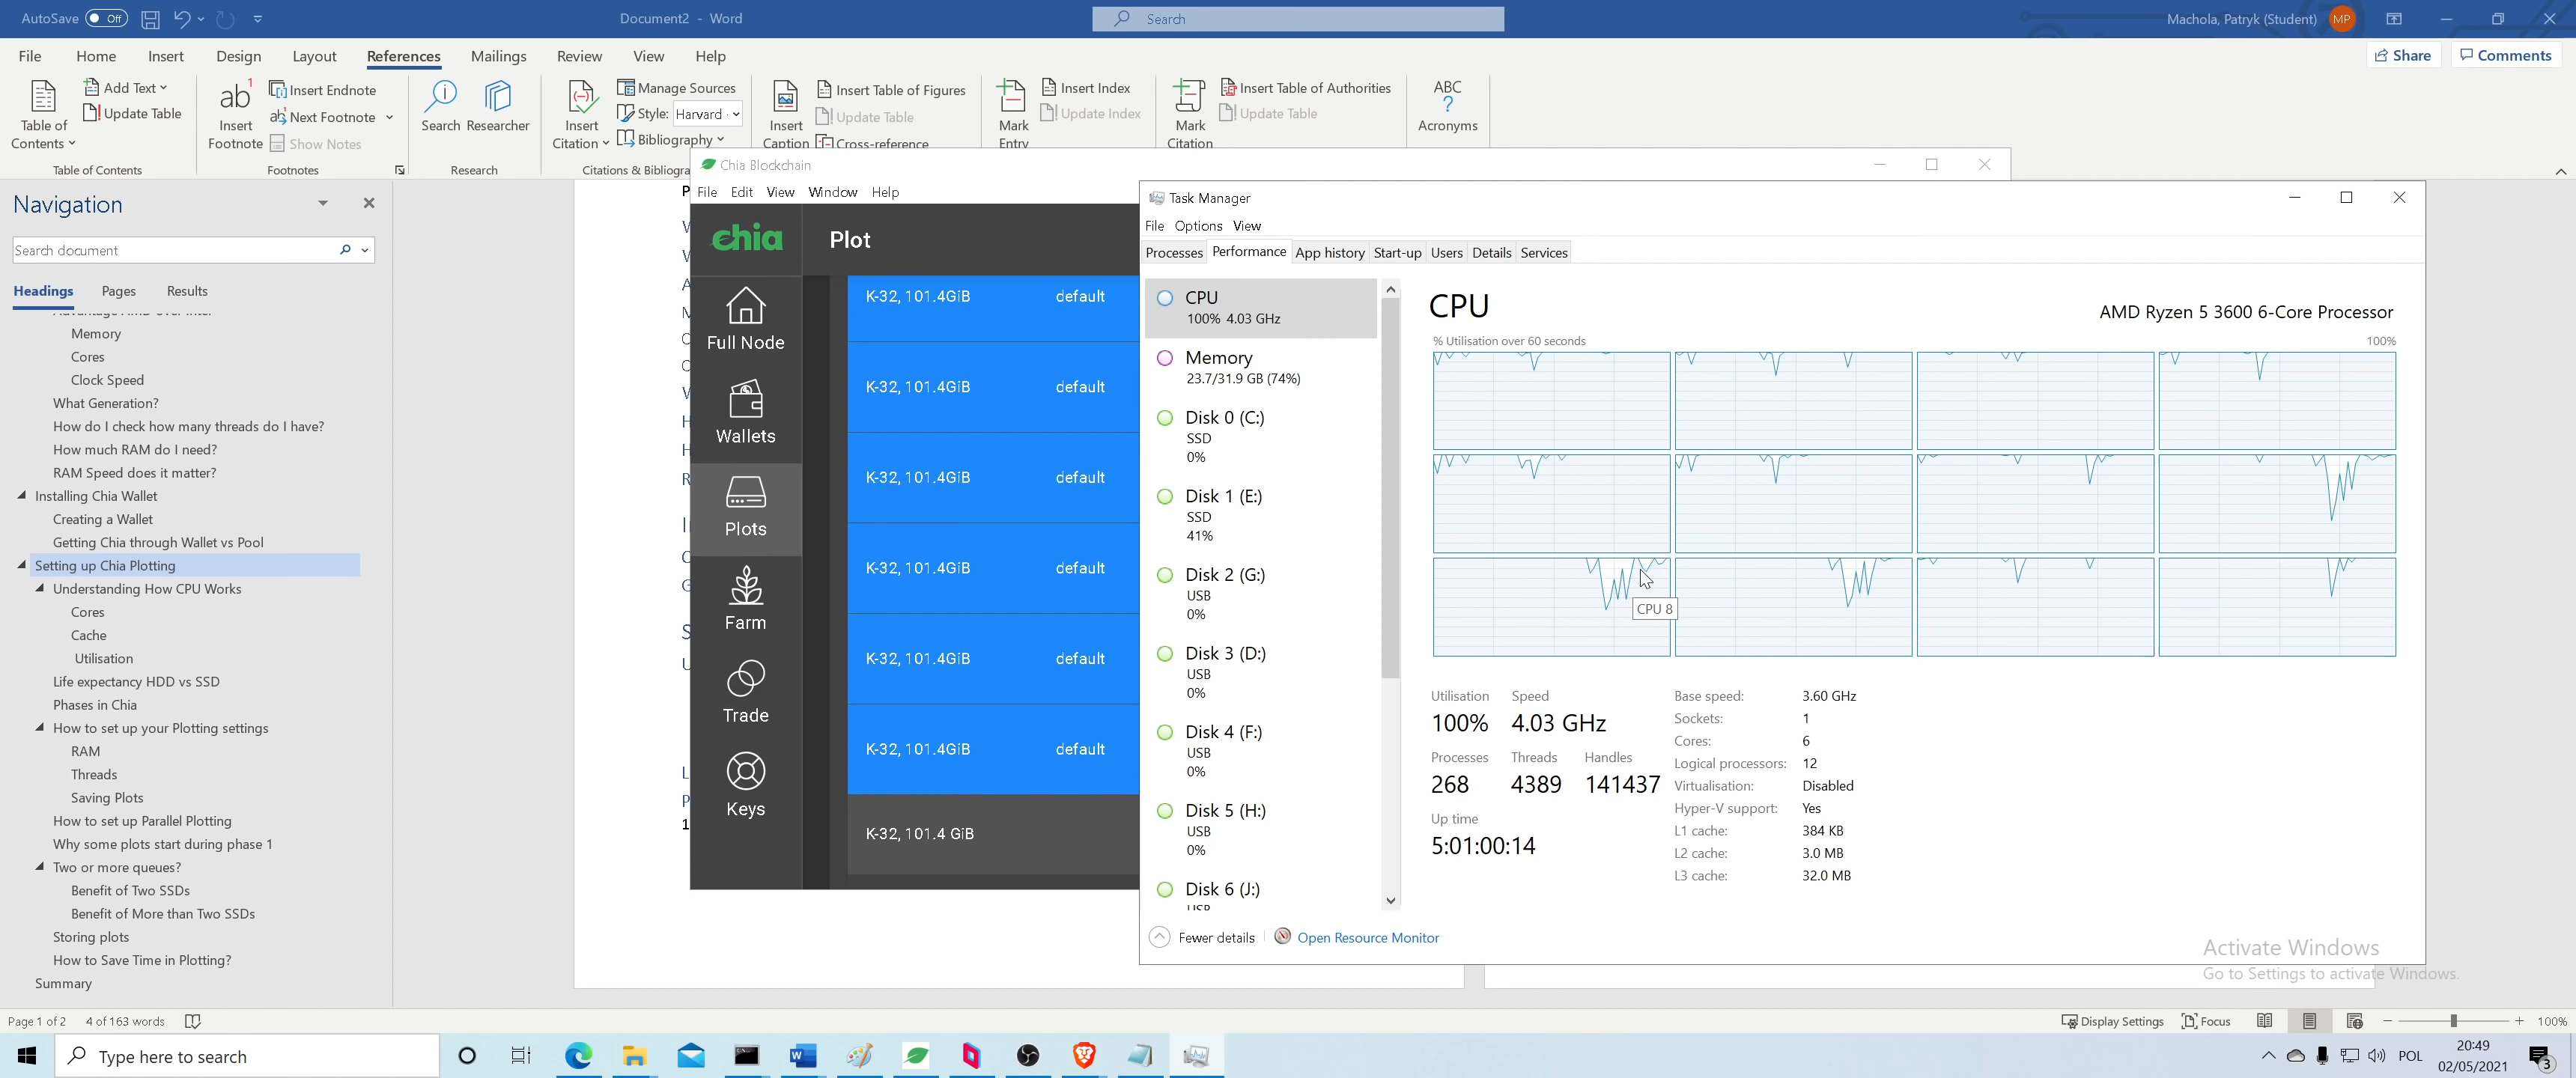 AutoSave Off
Document2 - Word
Search
Machola, Patryk (Student) MP
File Home Insert Design Layout References Mailings Review View Help
Share Comments
Table of Contents
Add Text
Update Table
Table of Contents
ab 1
Insert Footnote
Insert Endnote
Next Footnote
Show Notes
Footnotes
Search
Researcher
Research
Insert Citation
Manage Sources
Style: Harvard
Bibliography
Citations & Bibliogra
Insert Caption
Insert Table of Figures
Update Table
Cross-reference
Mark Entry
Insert Index
Update Index
Mark Citation
Insert Table of Authorities
Update Table
ABC
?
Acronyms
Navigation
Search document
Headings Pages Results
Memory
Cores
Clock Speed
What Generation?
How do I check how many threads do I have?
How much RAM do I need?
RAM Speed does it matter?
Installing Chia Wallet
Creating a Wallet
Getting Chia through Wallet vs Pool
Setting up Chia Plotting
Understanding How CPU Works
Cores
Cache
Utilisation
Life expectancy HDD vs SSD
Phases in Chia
How to set up your Plotting settings
RAM
Threads
Saving Plots
How to set up Parallel Plotting
Why some plots start during phase 1
Two or more queues?
Benefit of Two SSDs
Benefit of More than Two SSDs
Storing plots
How to Save Time in Plotting?
Summary
Chia Blockchain
File Edit View Window Help
chia
Plot
Full Node
Wallets
Plots
Farm
Trade
Keys
K-32, 101.4GiB default
K-32, 101.4GiB default
K-32, 101.4GiB default
K-32, 101.4GiB default
K-32, 101.4GiB default
K-32, 101.4GiB default
K-32, 101.4 GiB
Task Manager
File Options View
Processes Performance App history Start-up Users Details Services
CPU
100% 4.03 GHz
Memory
23.7/31.9 GB (74%)
Disk 0 (C:)
SSD
0%
Disk 1 (E:)
SSD
41%
Disk 2 (G:)
USB
0%
Disk 3 (D:)
USB
0%
Disk 4 (F:)
USB
0%
Disk 5 (H:)
USB
0%
Disk 6 (J:)
USB
CPU
AMD Ryzen 5 3600 6-Core Processor
% Utilisation over 60 seconds 100%
CPU 8
Utilisation Speed
100% 4.03 GHz
Processes Threads Handles
268 4389 141437
Up time
5:01:00:14
Base speed: 3.60 GHz
Sockets: 1
Cores: 6
Logical processors: 12
Virtualisation: Disabled
Hyper-V support: Yes
L1 cache: 384 KB
L2 cache: 3.0 MB
L3 cache: 32.0 MB
Fewer details Open Resource Monitor
Activate Windows
Go to Settings to activate Windows.
Page 1 of 2 4 of 163 words
Display Settings Focus 100%
Type here to search
POL
20:49
02/05/2021
3